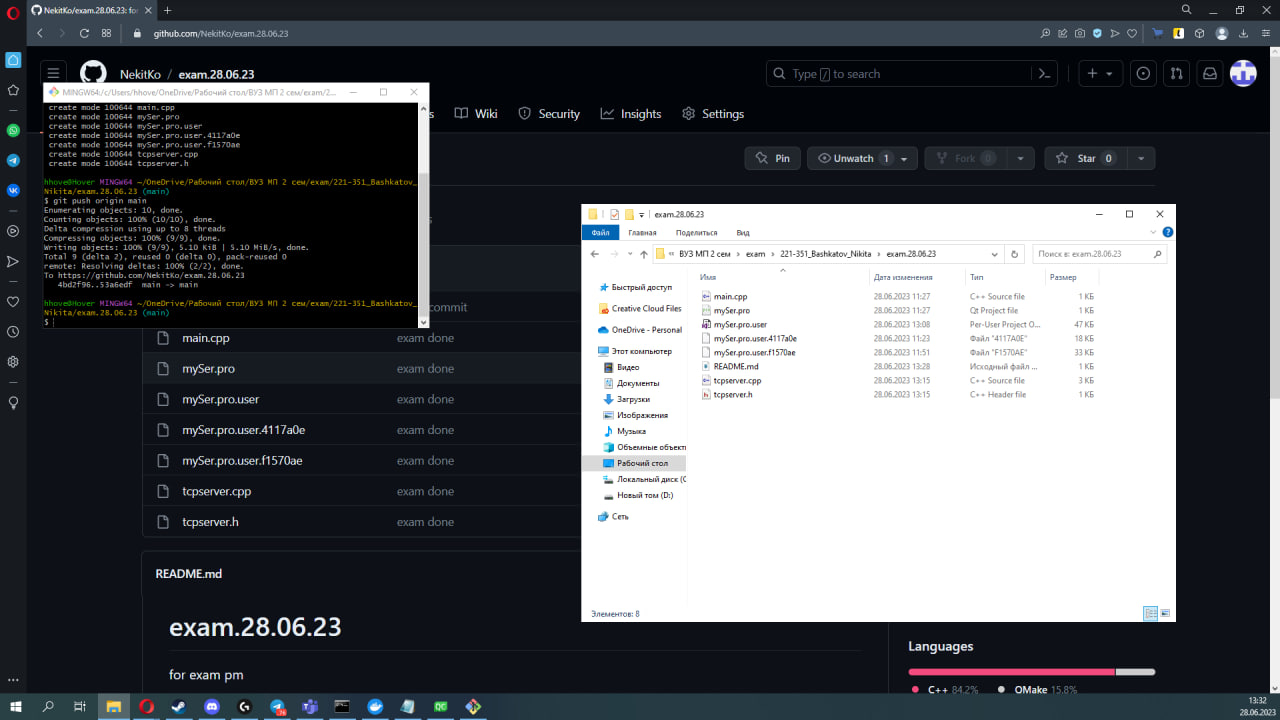 NekitKo/exam.28.06.23: for
github.com/NekitKo/exam.28.06.23
NekitKo / exam.28.06.23
Type / to search
Wiki
Security
Insights
Settings
Pin
Unwatch 1
Fork 0
Star 0
MINGW64:/c/Users/hhove/OneDrive/Рабочий стол/ВУЗ МП 2 сем/exam/2...
create mode 100644 main.cpp
create mode 100644 mySer.pro
create mode 100644 mySer.pro.user
create mode 100644 mySer.pro.user.4117a0e
create mode 100644 mySer.pro.user.f1570ae
create mode 100644 tcpserver.cpp
create mode 100644 tcpserver.h
hhove@Hover MINGW64 ~/OneDrive/Рабочий стол/ВУЗ МП 2 сем/exam/221-351_Bashkatov_
Nikita/exam.28.06.23 (main)
$ git push origin main
Enumerating objects: 10, done.
Counting objects: 100% (10/10), done.
Delta compression using up to 8 threads
Compressing objects: 100% (9/9), done.
Writing objects: 100% (9/9), 5.10 KiB | 5.10 MiB/s, done.
Total 9 (delta 2), reused 0 (delta 0), pack-reused 0
remote: Resolving deltas: 100% (2/2), done.
To https://github.com/NekitKo/exam.28.06.23
4bd2f96..53a6edf main -> main
hhove@Hover MINGW64 ~/OneDrive/Рабочий стол/ВУЗ МП 2 сем/exam/221-351_Bashkatov_
Nikita/exam.28.06.23 (main)
$
commit
main.cpp exam done
mySer.pro exam done
mySer.pro.user exam done
mySer.pro.user.4117a0e exam done
mySer.pro.user.f1570ae exam done
tcpserver.cpp exam done
tcpserver.h exam done
README.md
exam.28.06.23
for exam pm
exam.28.06.23
Файл Главная Поделиться Вид
« ВУЗ МП 2 сем › exam › 221-351_Bashkatov_Nikita › exam.28.06.23
Поиск в: exam.28.06.23
Быстрый доступ
Creative Cloud Files
OneDrive - Personal
Этот компьютер
Видео
Документы
Загрузки
Изображения
Музыка
Объемные объект
Рабочий стол
Локальный диск (C
Новый том (D:)
Сеть
Имя Дата изменения Тип Размер
main.cpp 28.06.2023 11:27 C++ Source file 1 КБ
mySer.pro 28.06.2023 11:27 Qt Project file 1 КБ
mySer.pro.user 28.06.2023 13:08 Per-User Project O... 47 КБ
mySer.pro.user.4117a0e 28.06.2023 11:23 Файл "4117A0E" 18 КБ
mySer.pro.user.f1570ae 28.06.2023 11:51 Файл "F1570AE" 33 КБ
README.md 28.06.2023 13:28 Исходный файл ... 1 КБ
tcpserver.cpp 28.06.2023 13:15 C++ Source file 3 КБ
tcpserver.h 28.06.2023 13:15 C++ Header file 1 КБ
Элементов: 8
Languages
C++ 84.2% QMake 15.8%
13:32
28.06.2023